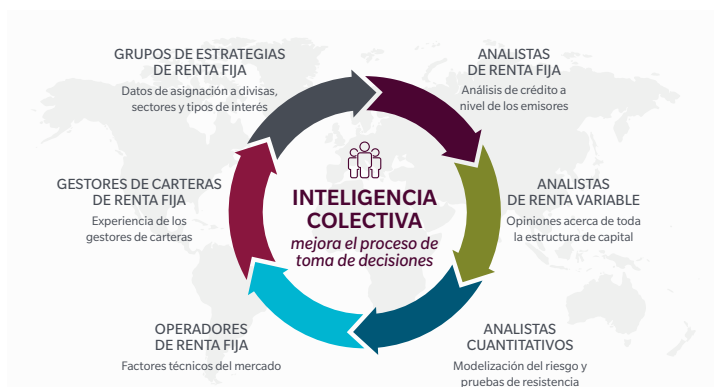 GRUPOS DE ESTRATEGIAS
DE RENTA FIJA
Datos de asignación a divisas,
sectores y tipos de interés
ANALISTAS
DE RENTA FIJA
Análisis de crédito a
nivel de los emisores
GESTORES DE CARTERAS
DE RENTA FIJA
Experiencia de los
gestores de carteras
INTELIGENCIA
COLECTIVA
mejora el proceso de
toma de decisiones
ANALISTAS
DE RENTA VARIABLE
Opiniones acerca de toda
la estructura de capital
OPERADORES
DE RENTA FIJA
Factores técnicos del mercado
ANALISTAS
CUANTITATIVOS
Modelización del riesgo y
pruebas de resistencia